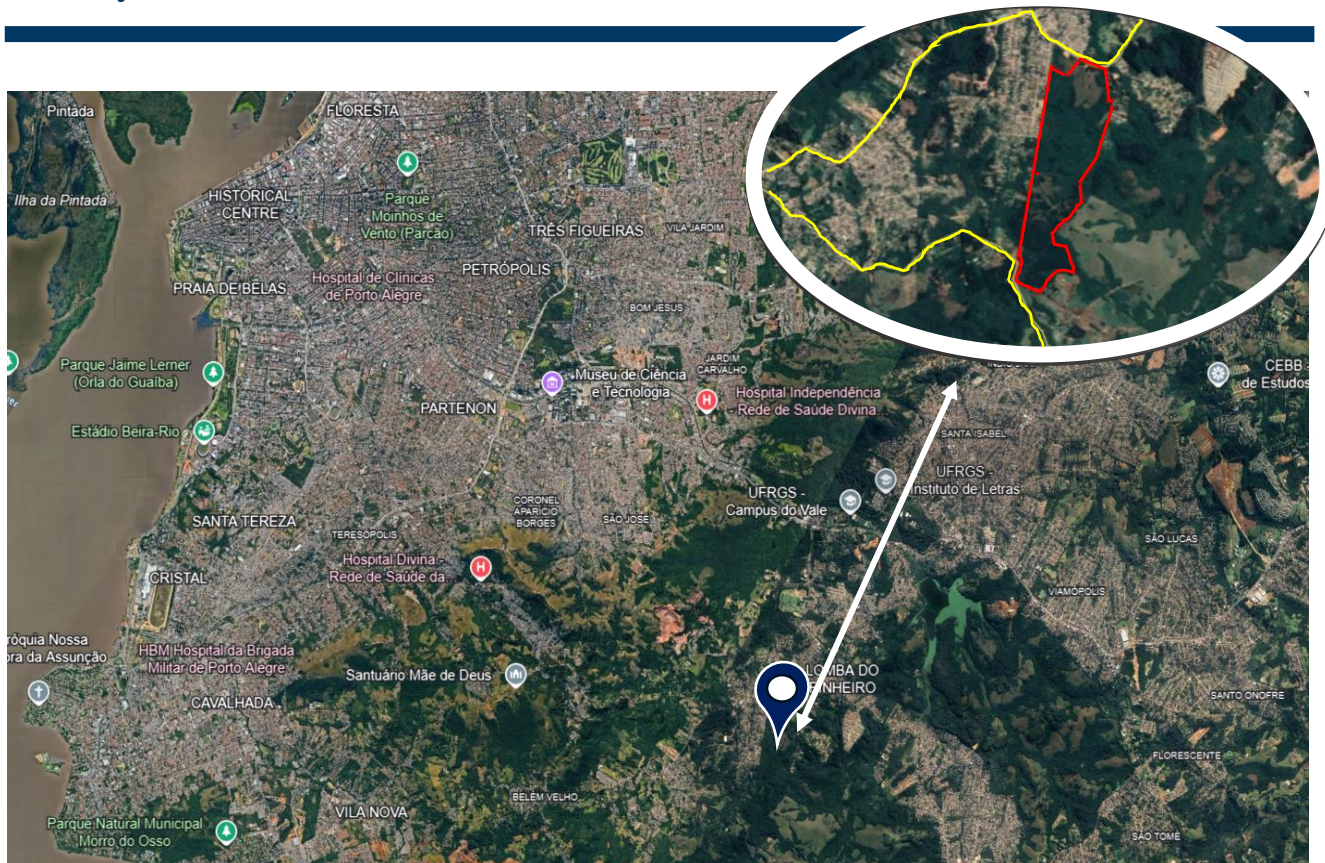 Pintada
FLORESTA
Ilha da Pintada
HISTORICAL
CENTRE
Parque
Moinhos de
Vento (Parcão)
TRÊS FIGUEIRAS
VILA JARDIM
PETRÓPOLIS
Hospital de Clínicas
de Porto Alegre
PRAIA DE BELAS
BOM JESUS
Parque Jaime Lerner
(Orla do Guaíba)
JARDIM
CARVALHO
Museu de Ciência
e Tecnologia
Hospital Independência
- Rede de Saúde Divina...
CEBB -
de Estudos
PARTENON
Estádio Beira-Rio
SANTA ISABEL
UFRGS -
Instituto de Letras
UFRGS -
Campus do Vale
CORONEL
APARÍCIO
BORGES
SÃO JOSÉ
SANTA TEREZA
TERESÓPOLIS
SÃO LUCAS
Hospital Divina -
Rede de Saúde da...
CRISTAL
VIAMÓPOLIS
róquia Nossa
ora da Assunção
HBM Hospital da Brigada
Militar de Porto Alegre
Santuário Mãe de Deus
LOMBA DO
PINHEIRO
CAVALHADA
SANTO ONOFRE
FLORESCENTE
BELÉM VELHO
VILA NOVA
Parque Natural Municipal
Morro do Osso
SÃO TOMÉ